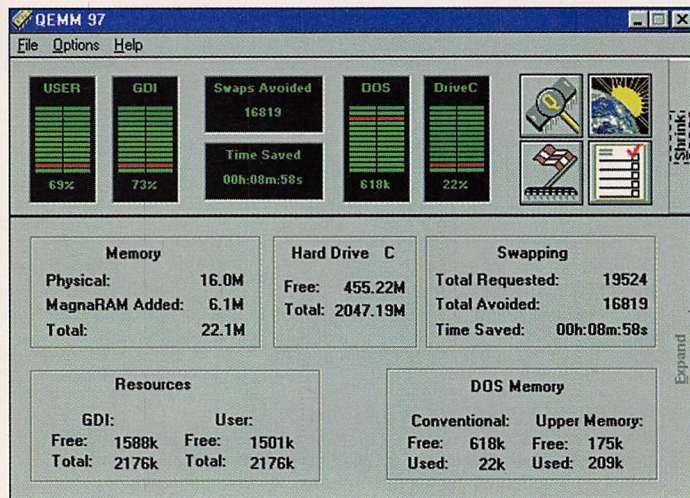 QEMM 97
File Options Help
USER
69%
GDI
73%
Swaps Avoided
16819
Time Saved
00h:08m:58s
DOS
618k
DriveC
22%
Q
Shrink
Memory
Physical: 16.0M
MagnaRAM Added: 6.1M
Total: 22.1M
Hard Drive C
Free: 455.22M
Total: 2047.19M
Swapping
Total Requested: 19524
Total Avoided: 16819
Time Saved: 00h:08m:58s
Expand
Resources
GDI: User:
Free: 1588k Free: 1501k
Total: 2176k Total: 2176k
DOS Memory
Conventional: Upper Memory:
Free: 618k Free: 175k
Used: 22k Used: 209k